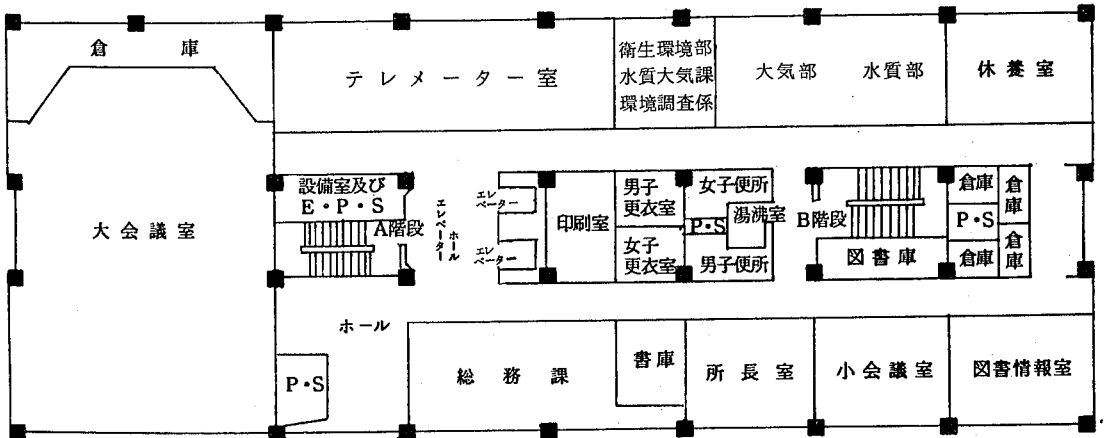 倉庫
テレメーター室
衛生環境部
水質大気課
環境調査係
大気部
水質部
休養室
大会議室
設備室及び
E・P・S
A階段
エレベーター
ホール
エレ
ベーター
エレ
ベーター
印刷室
男子
更衣室
女子
更衣室
女子便所
P・S
湯沸室
男子便所
B階段
図書庫
倉庫
P・S
倉庫
倉庫
倉庫
ホール
P・S
総務課
書庫
所長室
小会議室
図書情報室